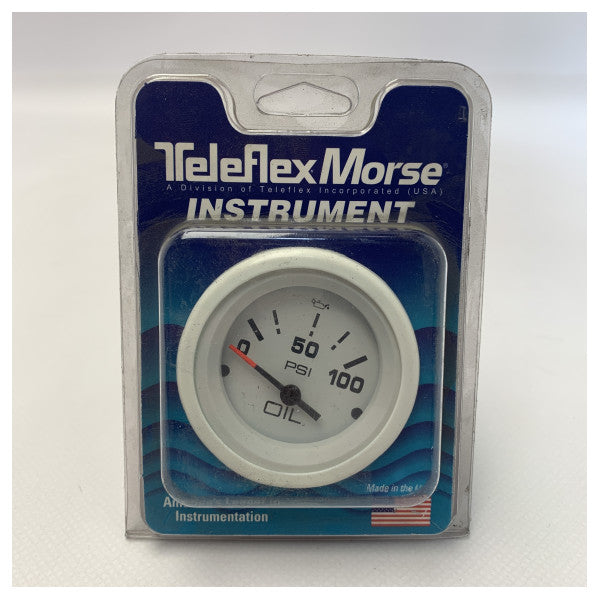 TeleflexMorse®
A Division of Teleflex Incorporated (USA)
INSTRUMENT
0
50
100
PSI
OIL
Made in the
Instrumentation